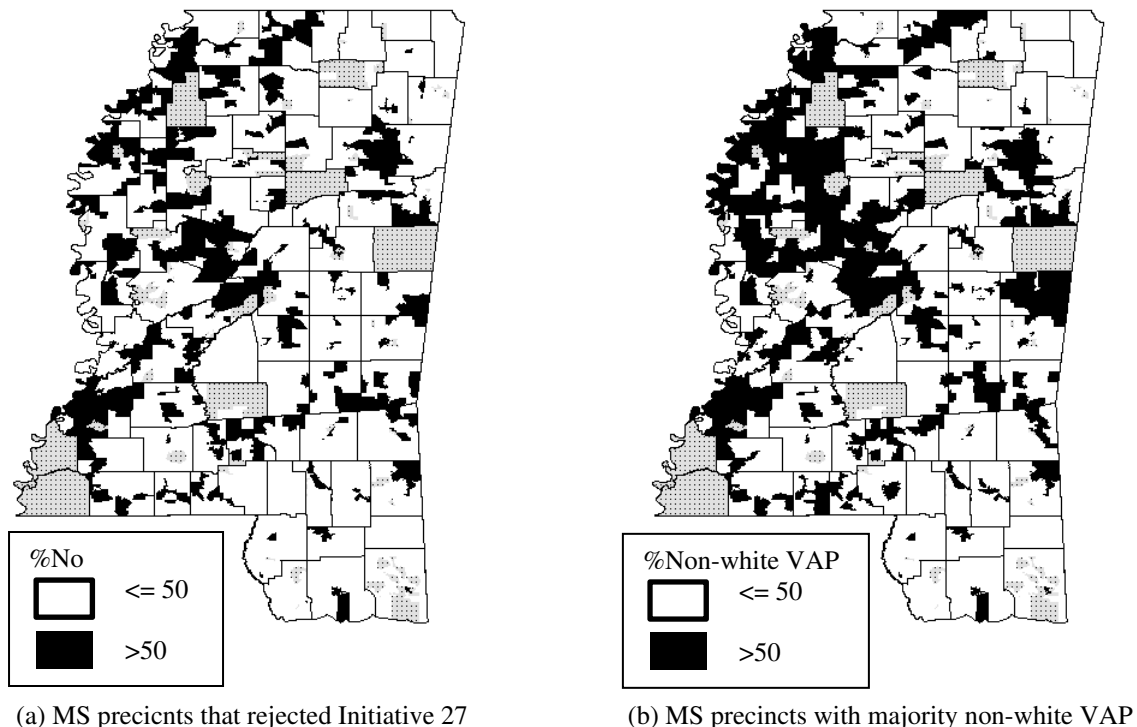 %No
<= 50
>50
%Non-white VAP
<= 50
>50
(a) MS precicnts that rejected Initiative 27
(b) MS precincts with majority non-white VAP